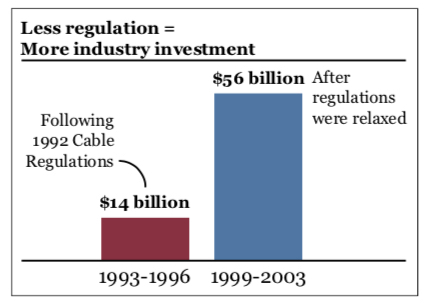 Less regulation =
More industry investment
$56 billion
After
regulations
were relaxed
Following
1992 Cable
Regulations
$14 billion
1993-1996
1999-2003